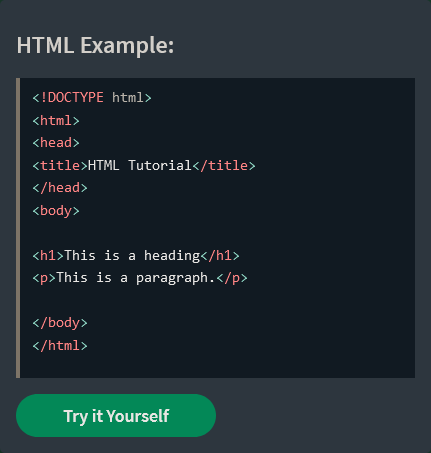 HTML Example:
<!DOCTYPE html>
<html>
<head>
<title>HTML Tutorial</title>
</head>
<body>
<h1>This is a heading</h1>
<p>This is a paragraph.</p>
</body>
</html>
Try it Yourself